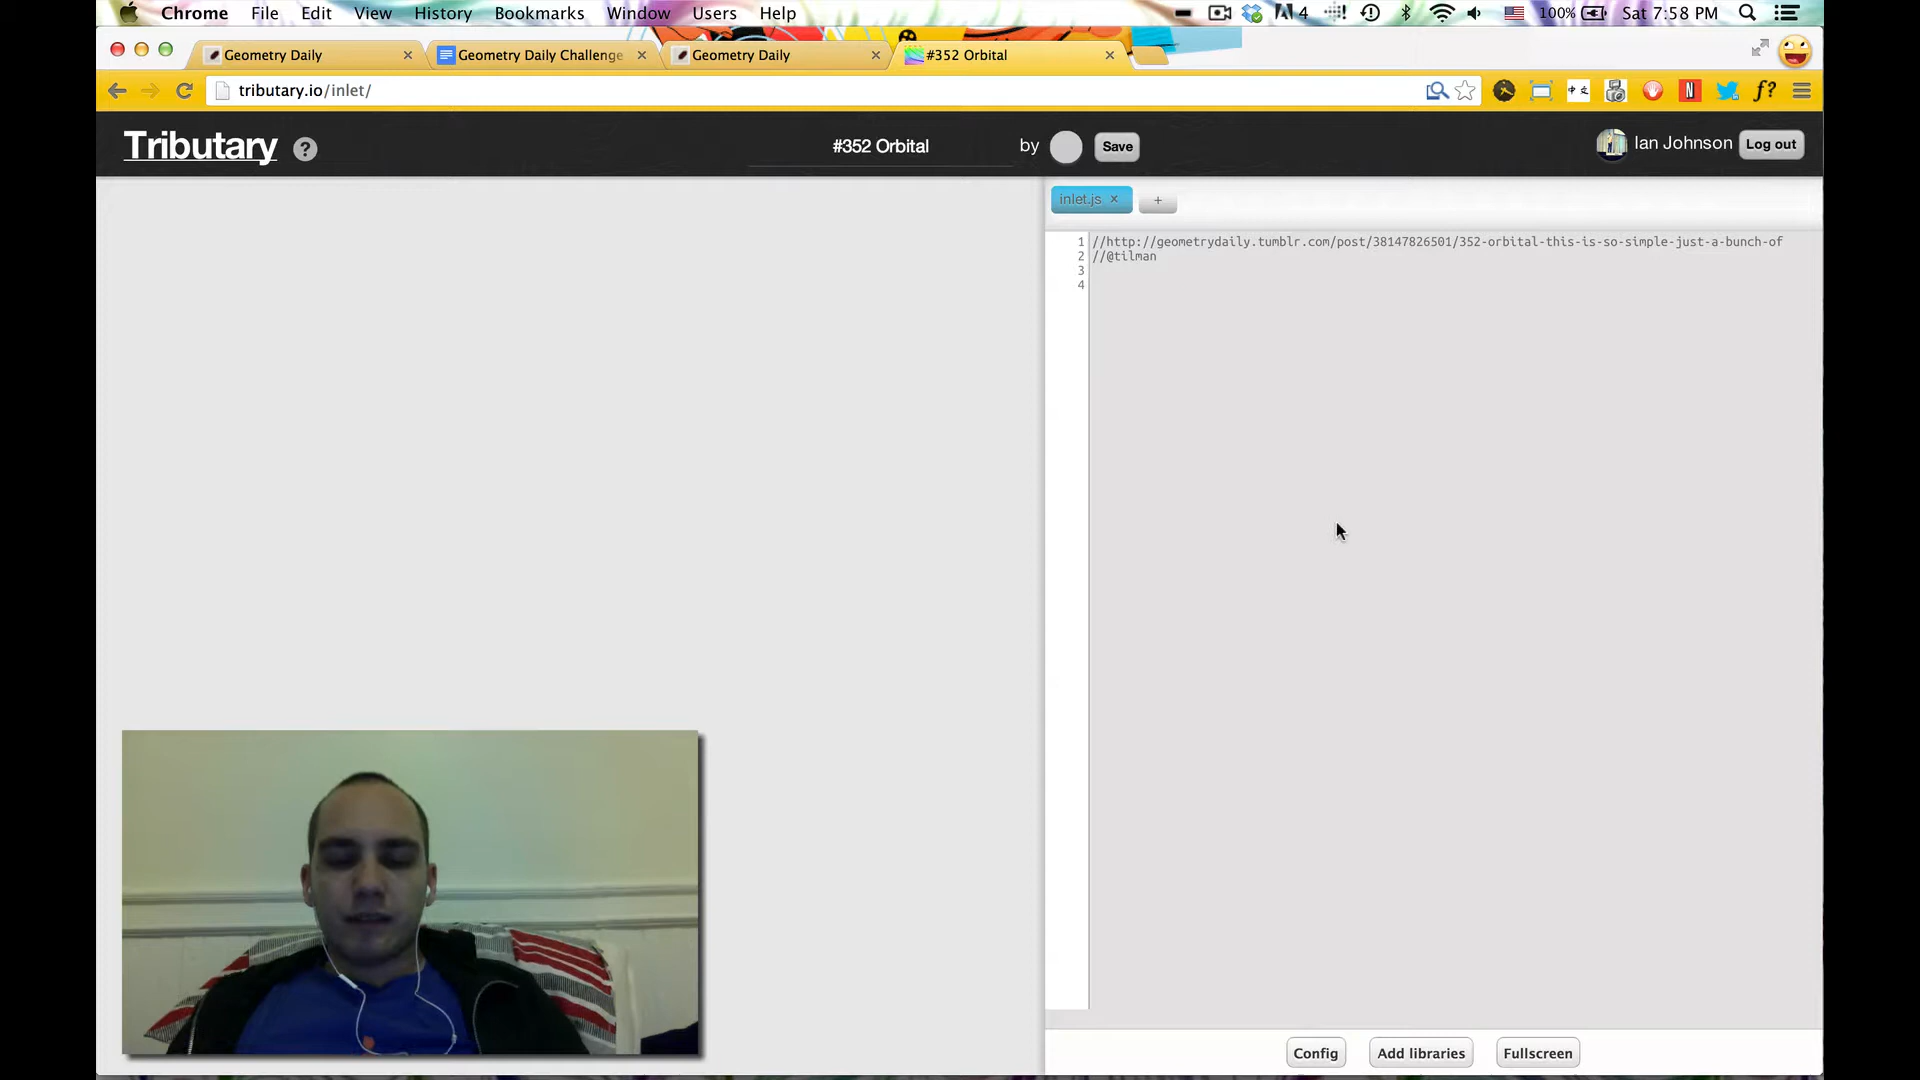 Chrome File Edit View History Bookmarks Window Users Help 4 100% Sat 7:58 PM
Geometry Daily Geometry Daily Challenge Geometry Daily #352 Orbital
tributary.io/inlet/ N f?
Tributary ? #352 Orbital by Save Ian Johnson Log out
inlet.js × +
1 //http://geometrydaily.tumblr.com/post/38147826501/352-orbital-this-is-so-simple-just-a-bunch-of
2 //@tilman
3
4
Config Add libraries Fullscreen